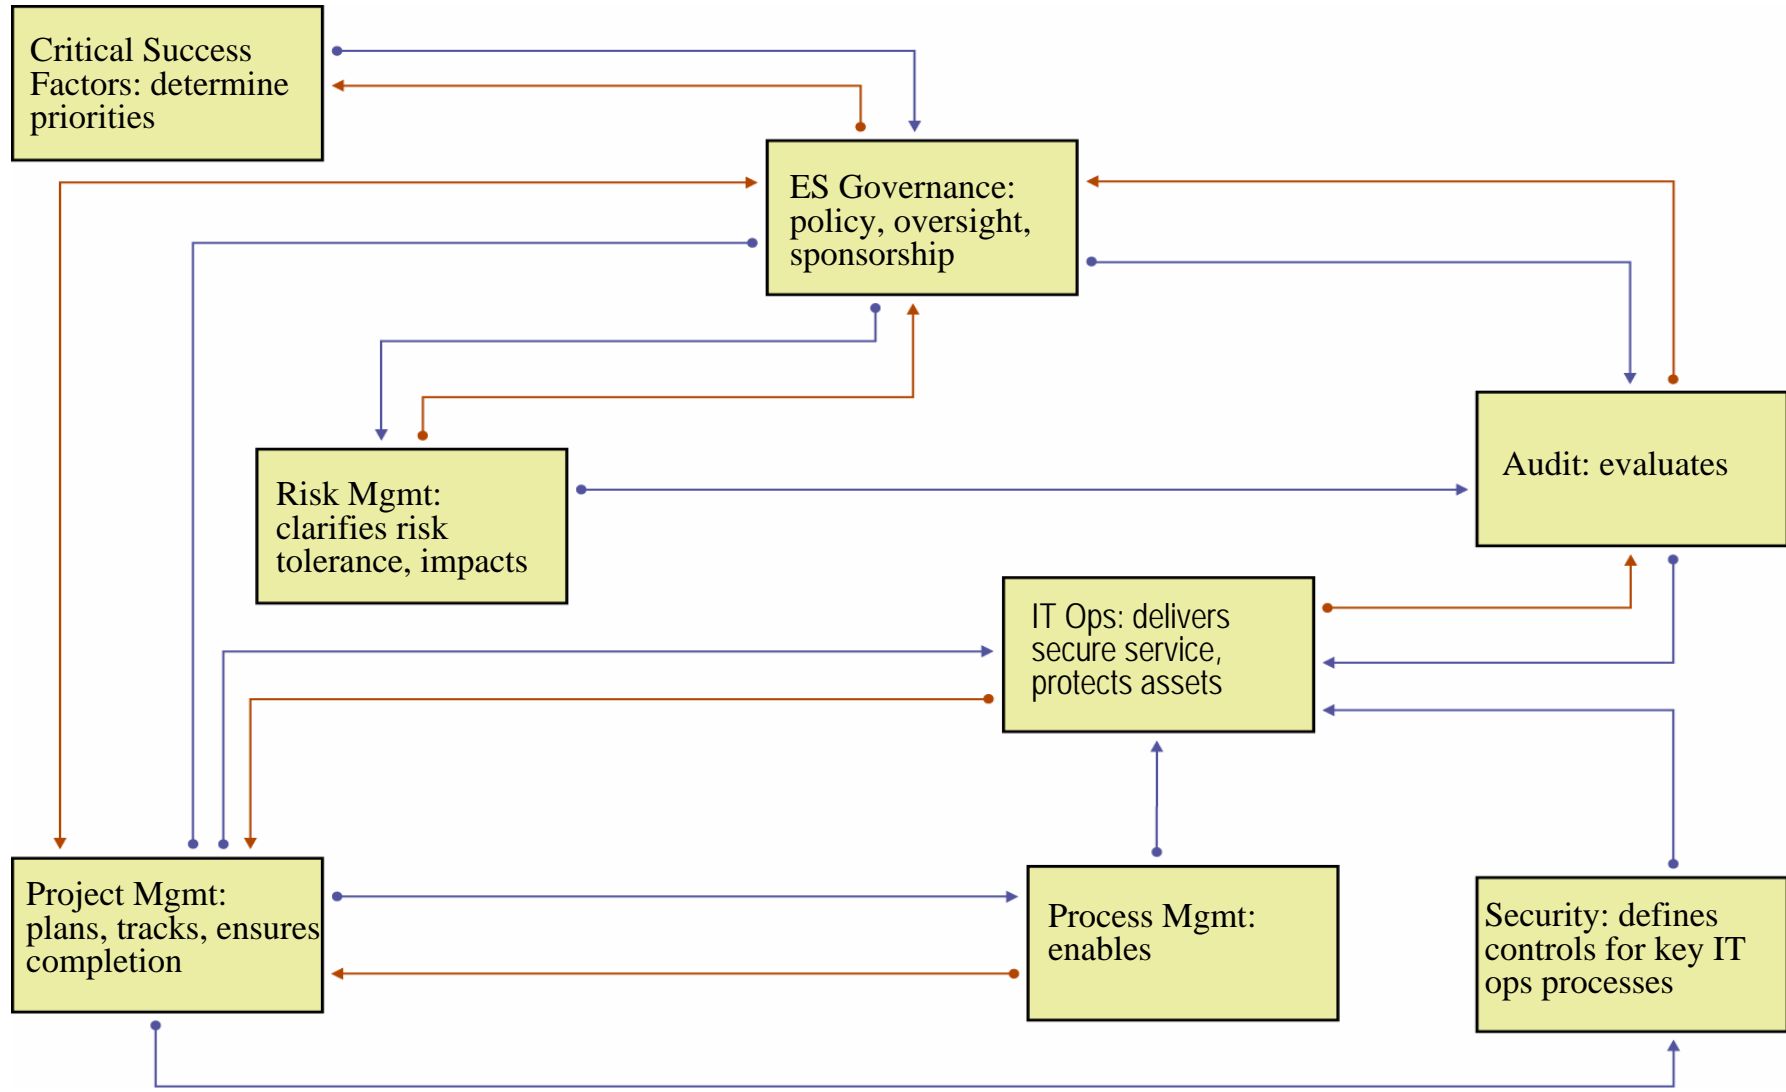 Critical Success
Factors: determine
priorities
ES Governance:
policy, oversight,
sponsorship
Risk Mgmt:
clarifies risk
tolerance, impacts
Audit: evaluates
IT Ops: delivers
secure service,
protects assets
Project Mgmt:
plans, tracks, ensures
completion
Process Mgmt:
enables
Security: defines
controls for key IT
ops processes